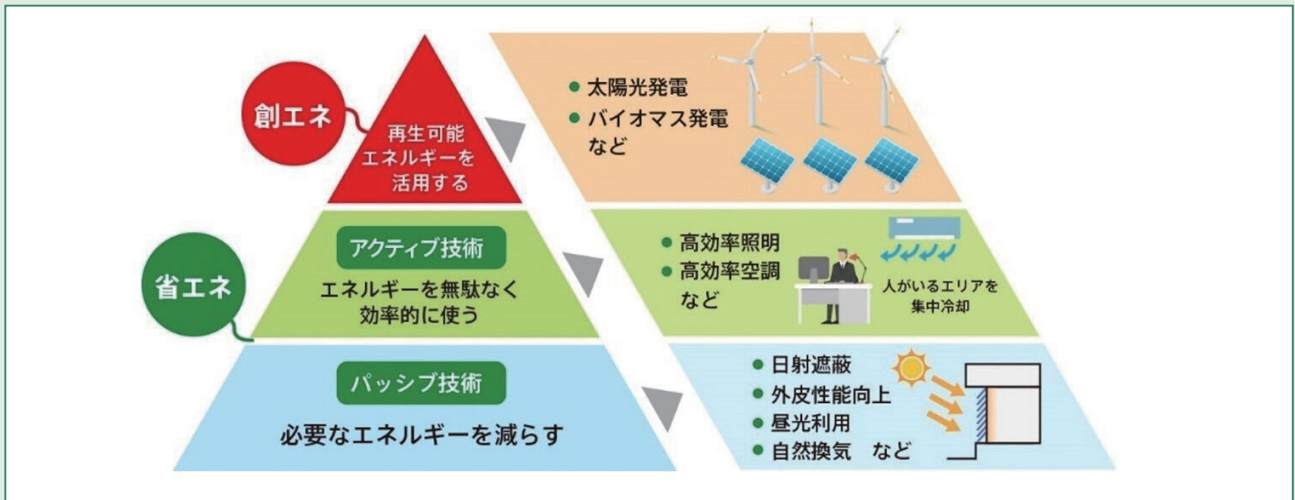 創エネ
再生可能
エネルギーを
活用する
● 太陽光発電
● バイオマス発電
など
省エネ
アクティブ技術
エネルギーを無駄なく
効率的に使う
● 高効率照明
● 高効率空調
など
人がいるエリアを
集中冷却
パッシブ技術
必要なエネルギーを減らす
● 日射遮蔽
● 外皮性能向上
● 昼光利用
● 自然換気　など